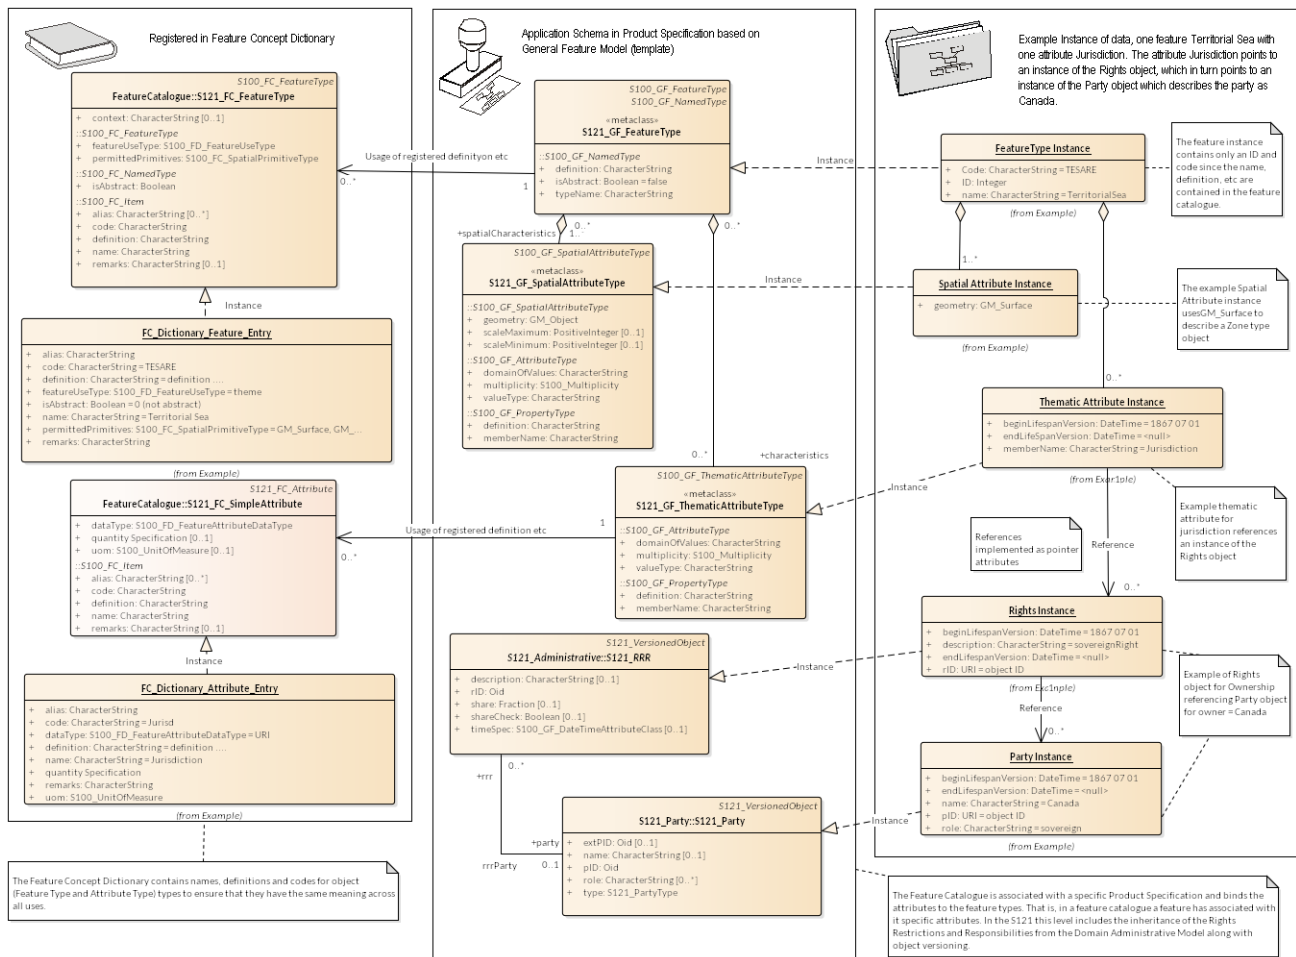 Registered in Feature Concept Dictionary
S100_FC_FeatureType
FeatureCatalogue::S121_FC_FeatureType
+ context: CharacterString [0..1]
::S100_FC_FeatureType
+ featureUseType: S100_FD_FeatureUseType
+ permittedPrimitives: S100_FC_SpatialPrimitiveType
::S100_FC_NamedType
+ isAbstract: Boolean
::S100_FC_Item
+ alias: CharacterString [0..*]
+ code: CharacterString
+ definition: CharacterString
+ name: CharacterString
+ remarks: CharacterString [0..1]
Instance
FC_Dictionary_Feature_Entry
+ alias: CharacterString
+ code: CharacterString = TESARE
+ definition: CharacterString = definition ....
+ featureUseType: S100_FD_FeatureUseType = theme
+ isAbstract: Boolean = 0 (not abstract)
+ name: CharacterString = Territorial Sea
+ permittedPrimitives: S100_FC_SpatialPrimitiveType = GM_Surface, GM_...
+ remarks: CharacterString
(from Example)
S121_FC_Attribute
FeatureCatalogue::S121_FC_SimpleAttribute
+ dataType: S100_FD_FeatureAttributeDataType
+ quantity Specification [0..1]
+ uom: S100_UnitOfMeasure [0..1]
::S100_FC_Item
+ alias: CharacterString [0..*]
+ code: CharacterString
+ definition: CharacterString
+ name: CharacterString
+ remarks: CharacterString [0..1]
Instance
FC_Dictionary_Attribute_Entry
+ alias: CharacterString
+ code: CharacterString = Jurisd
+ dataType: S100_FD_FeatureAttributeDataType = URI
+ definition: CharacterString = definition ....
+ name: CharacterString = Jurisdiction
+ quantity Specification
+ remarks: CharacterString
+ uom: S100_UnitOfMeasure
(from Example)
The Feature Concept Dictionary contains names, definitions and codes for object
(Feature Type and Attribute Type) types to ensure that they have the same meaning across
all uses.
Application Schema in Product Specification based on
General Feature Model (template)
S100_GF_FeatureType
S100_GF_NamedType
«metaclass»
S121_GF_FeatureType
::S100_GF_NamedType
+ definition: CharacterString
+ isAbstract: Boolean = false
+ typeName: CharacterString
Usage of registered definityon etc
0..*
1
0..*
0..*
+spatialCharacteristics
1..*
S100_GF_SpatialAttributeType
«metaclass»
S121_GF_SpatialAttributeType
::S100_GF_SpatialAttributeType
+ geometry: GM_Object
+ scaleMaximum: PositiveInteger [0..1]
+ scaleMinimum: PositiveInteger [0..1]
::S100_GF_AttributeType
+ domainOfValues: CharacterString
+ multiplicity: S100_Multiplicity
+ valueType: CharacterString
::S100_GF_PropertyType
+ definition: CharacterString
+ memberName: CharacterString
+characteristics
0..*
S100_GF_ThematicAttributeType
«metaclass»
S121_GF_ThematicAttributeType
::S100_GF_AttributeType
+ domainOfValues: CharacterString
+ multiplicity: S100_Multiplicity
+ valueType: CharacterString
::S100_GF_PropertyType
+ definition: CharacterString
+ memberName: CharacterString
Usage of registered definition etc
1
0..*
S121_VersionedObject
S121_Administrative::S121_RRR
+ description: CharacterString [0..1]
+ rID: Oid
+ share: Fraction [0..1]
+ shareCheck: Boolean [0..1]
+ timeSpec: S100_GF_DateTimeAttributeClass [0..1]
+rrr
0..*
+party
rrrParty
0..1
S121_VersionedObject
S121_Party::S121_Party
+ extPID: Oid [0..1]
+ name: CharacterString [0..1]
+ pID: Oid
+ role: CharacterString [0..*]
+ type: S121_PartyType
Example Instance of data, one feature Territorial Sea with
one attribute Jurisdiction. The attribute Jurisdiction points to
an instance of the Rights object, which in turn points to an
instance of the Party object which describes the party as
Canada.
Instance
FeatureType Instance
+ Code: CharacterString = TESARE
+ ID: Integer
+ name: CharacterString = TerritorialSea
(from Example)
The feature instance
contains only an ID and
code since the name,
definition, etc are
contained in the feature
catalogue.
1..*
Instance
Spatial Attribute Instance
+ geometry: GM_Surface
(from Example)
The example Spatial
Attribute instance
usesGM_Surface to
describe a Zone type
object
0..*
Thematic Attribute Instance
+ beginLifespanVersion: DateTime = 1867 07 01
+ endLifeSpanVersion: DateTime = <null>
+ memberName: CharacterString = Jurisdiction
(from Exar1ple)
Instance
Example thematic
attribute for
jurisdiction references
an instance of the
Rights object
References
implemented as pointer
attributes
Reference
0..*
Rights Instance
+ beginLifespanVersion: DateTime = 1867 07 01
+ description: CharacterString = sovereignRight
+ endLifespanVersion: DateTime = <null>
+ rID: URI = object ID
(from Exc1nple)
Instance
Example of Rights
object for Ownership
referencing Party object
for owner = Canada
Reference
0..*
Party Instance
+ beginLifespanVersion: DateTime = 1867 07 01
+ endLifespanVersion: DateTime = <null>
+ name: CharacterString = Canada
+ pID: URI = object ID
+ role: CharacterString = sovereign
(from Example)
Instance
The Feature Catalogue is associated with a specific Product Specification and binds the
attributes to the feature types. That is, in a feature catalogue a feature has associated with
it specific attributes. In the S121 this level includes the inheritance of the Rights
Restrictions and Responsibilities from the Domain Administrative Model along with
object versioning.